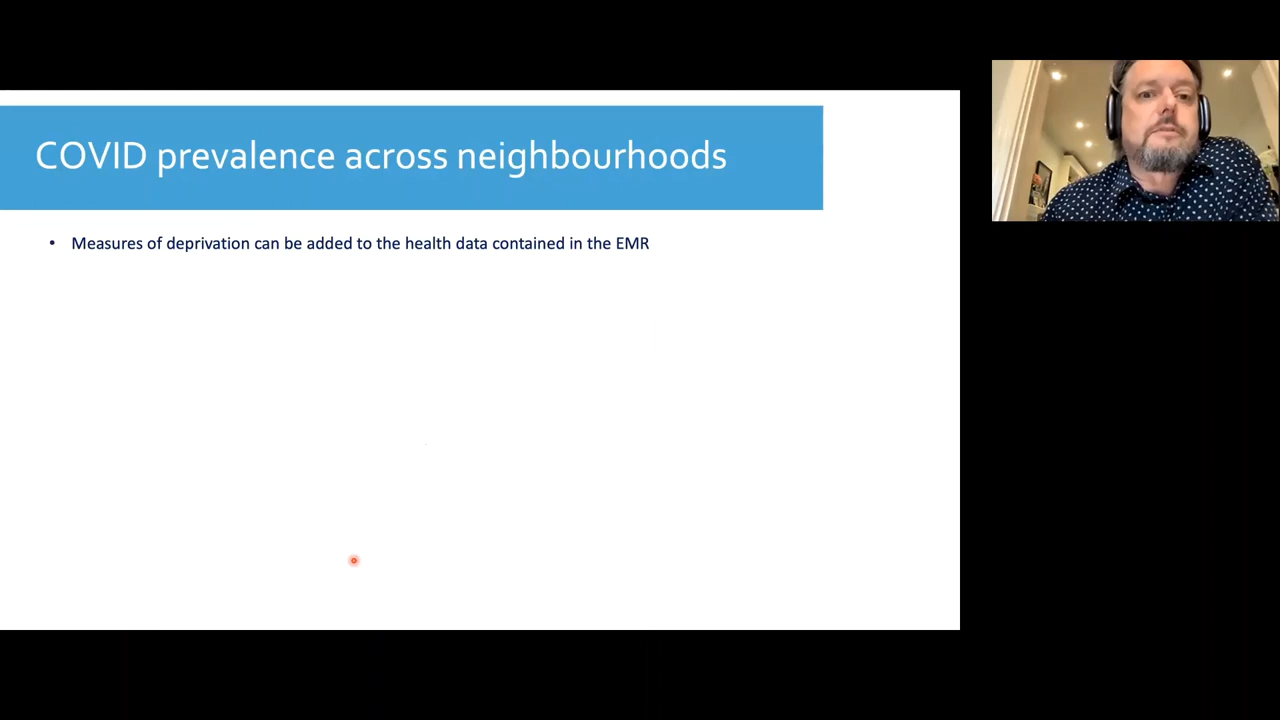 COVID prevalence across neighbourhoods
• Measures of deprivation can be added to the health data contained in the EMR